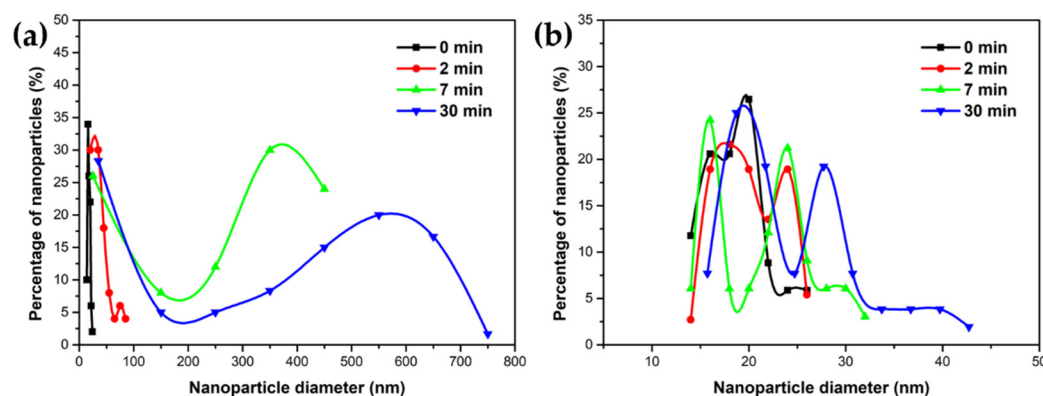 (a)
Percentage of nanoparticles (%)
50
45
40
35
30
25
20
15
10
5
0
0 min
2 min
7 min
30 min
0 100 200 300 400 500 600 700 800
Nanoparticle diameter (nm)
(b)
Percentage of nanoparticles (%)
35
30
25
20
15
10
5
0
0 min
2 min
7 min
30 min
10 20 30 40 50
Nanoparticle diameter (nm)